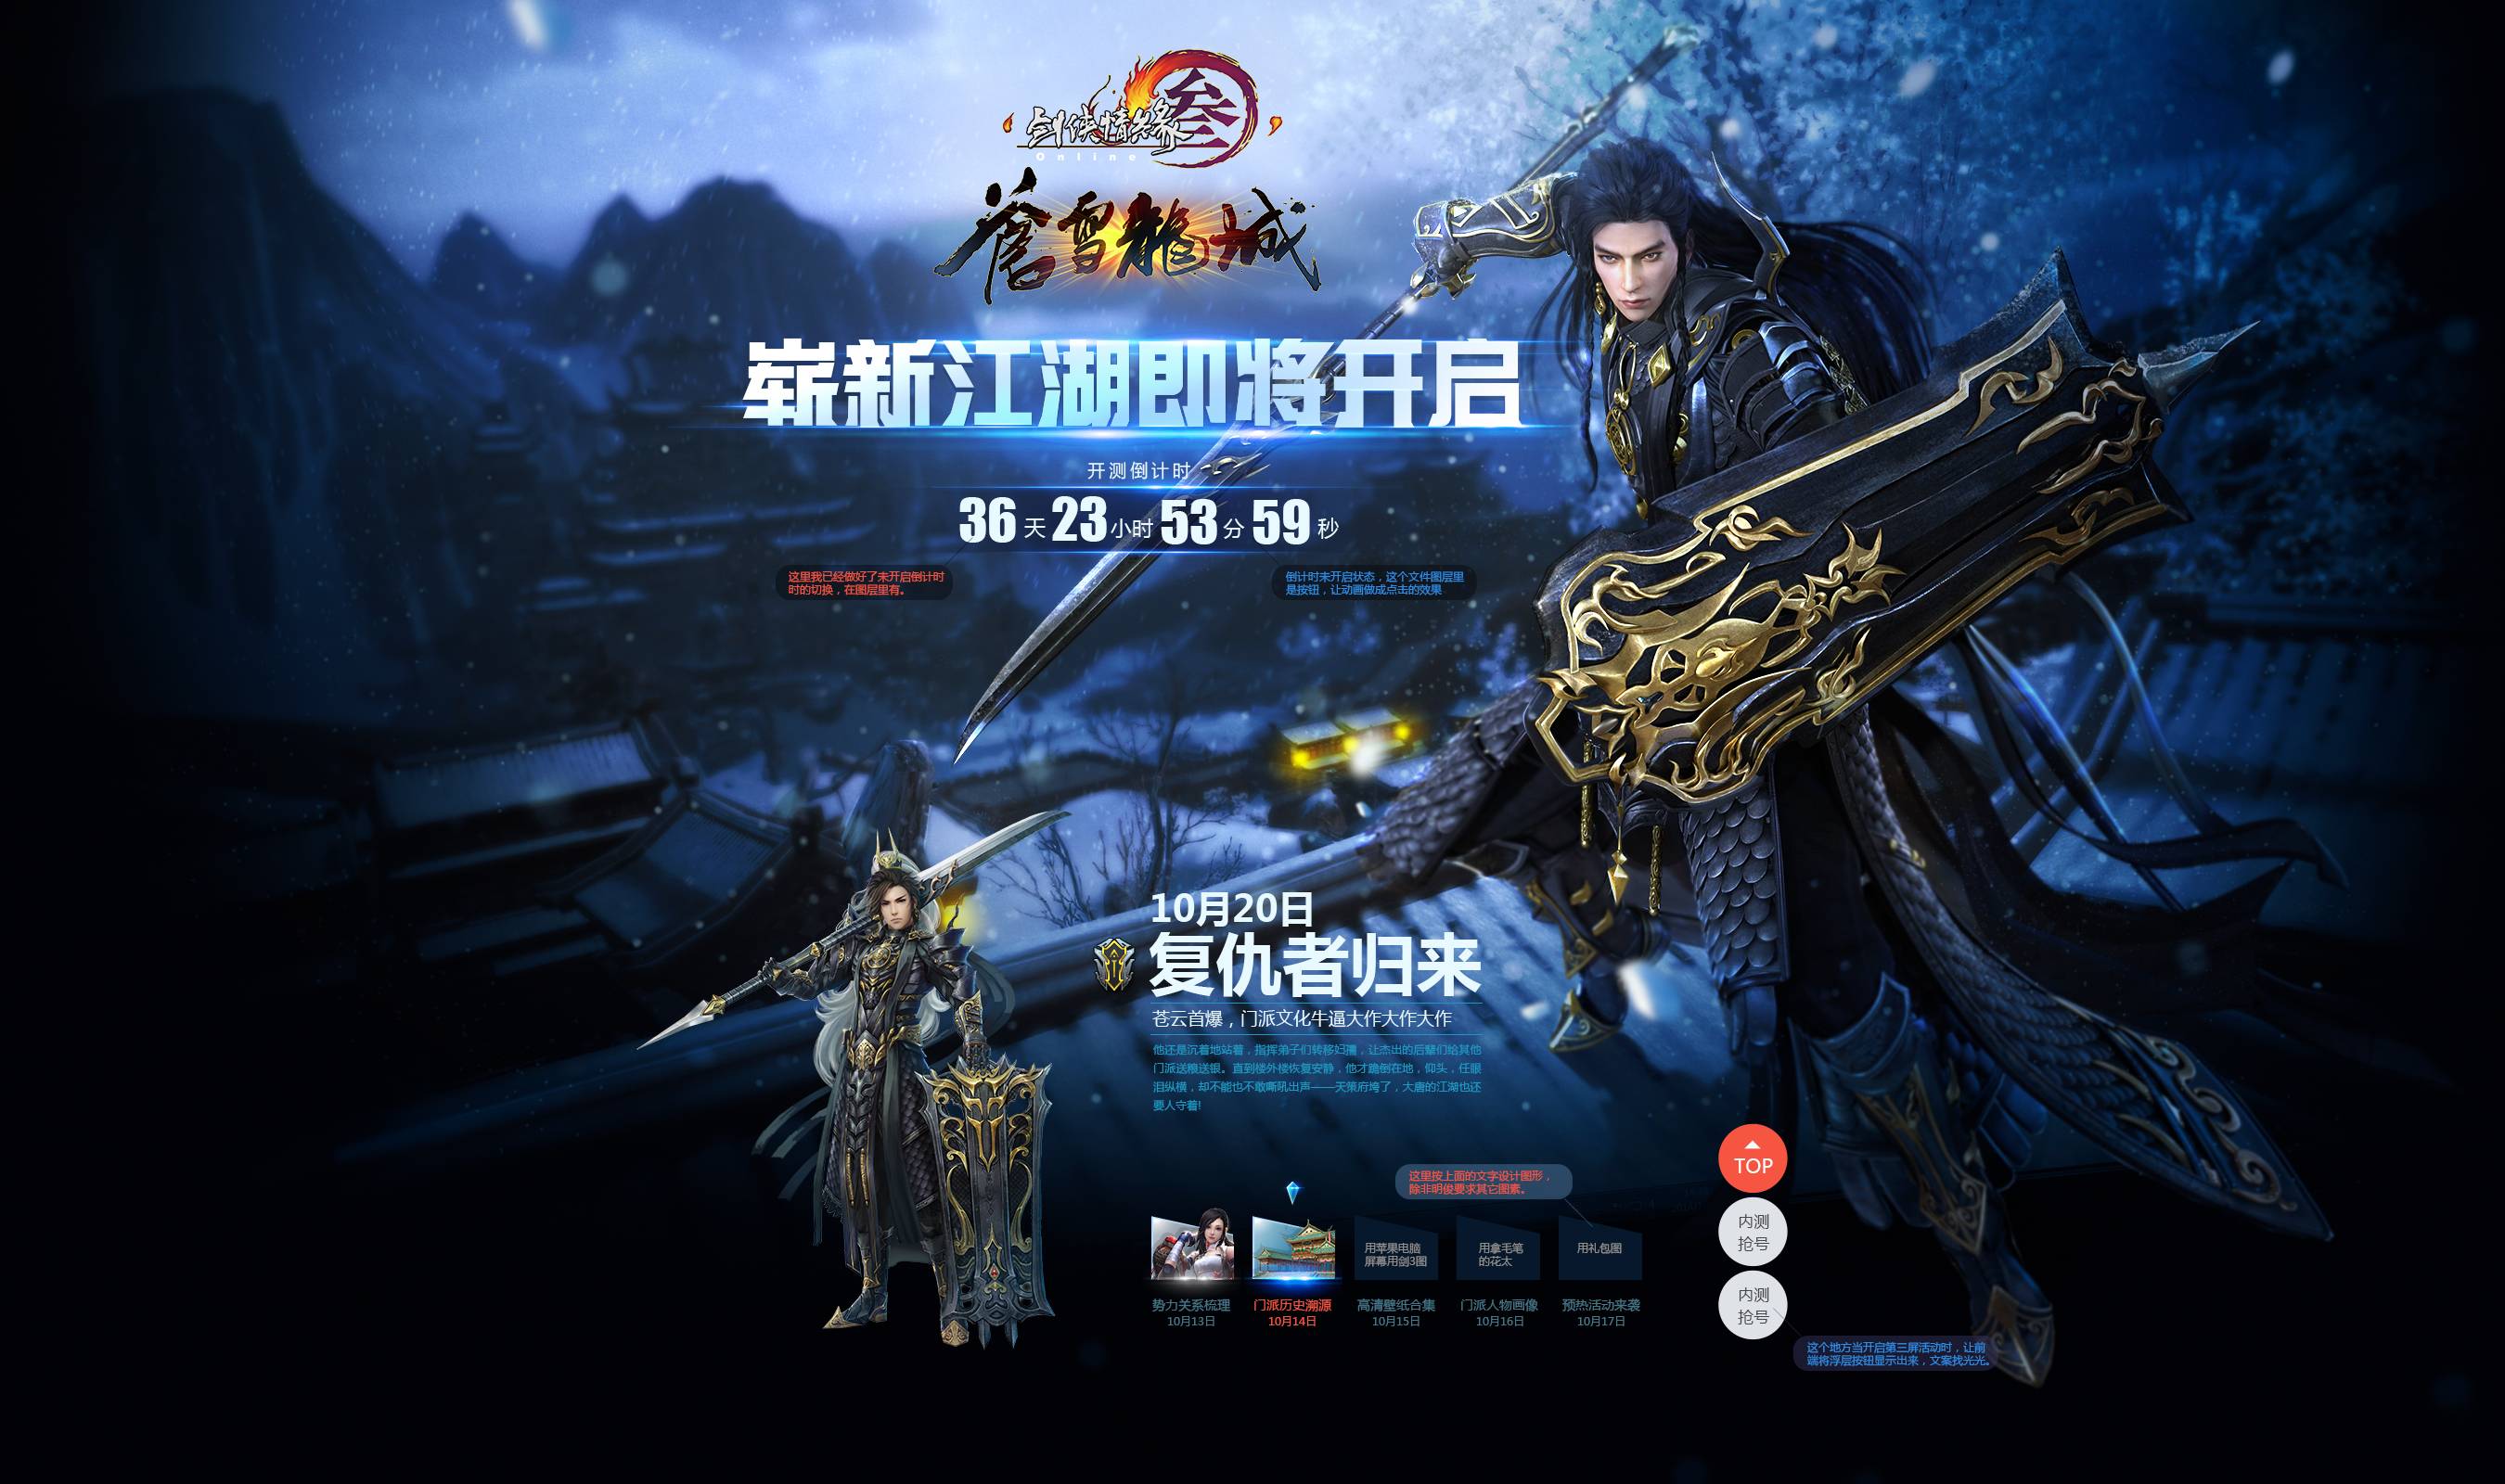 剑侠情缘叁
Online
蒼雪龍城
崭新江湖即将开启
开测倒计时
36 天 23 小时 53 分 59 秒
这里我已经做好了未开启倒计时
时的切换，在图层里有。
倒计时未开启状态，这个文件图层里
是按钮，让动画做成点击的效果
10月20日
复仇者归来
苍云首爆，门派文化牛逼大作大作大作
他还是沉着地站着，指挥弟子们转移妇孺，让杰出的后辈们给其他
门派送粮送银。直到楼外楼恢复安静，他才跪倒在地，仰头，任眼
泪纵横，却不能也不敢嘶吼出声——天策府垮了，大唐的江湖也还
要人守着!
这里按上面的文字设计图形，
除非明俊要求其它图素。
用苹果电脑
屏幕用剑3图
用拿毛笔
的花太
用礼包图
势力关系梳理
10月13日
门派历史溯源
10月14日
高清壁纸合集
10月15日
门派人物画像
10月16日
预热活动来袭
10月17日
TOP
内测
抢号
内测
抢号
这个地方当开启第三屏活动时，让前
端将浮层按钮显示出来，文案找光光。